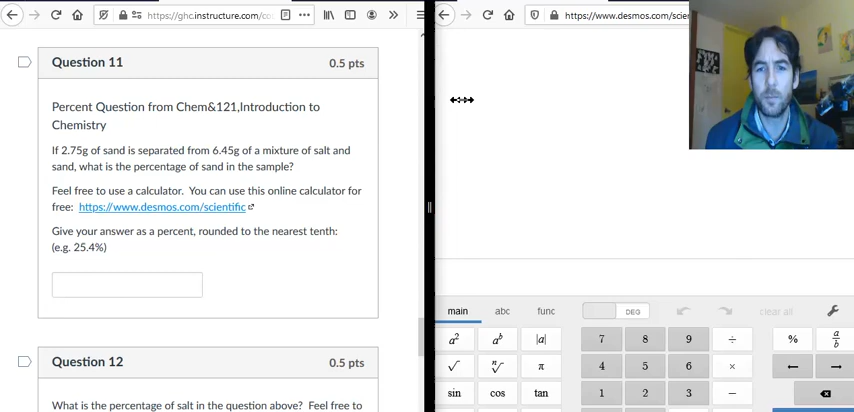 https://ghc.instructure.com/co
https://www.desmos.com/scie
Question 11
0.5 pts
Percent Question from Chem&121,Introduction to
Chemistry
If 2.75g of sand is separated from 6.45g of a mixture of salt and
sand, what is the percentage of sand in the sample?
Feel free to use a calculator. You can use this online calculator for
free: https://www.desmos.com/scientific
Give your answer as a percent, rounded to the nearest tenth:
(e.g. 25.4%)
Question 12
0.5 pts
What is the percentage of salt in the question above? Feel free to
main abc func DEG clear all
a² aᵇ |a| 7 8 9 ÷ % a/b
√ ⁿ√ π 4 5 6 × ← →
sin cos tan 1 2 3 −